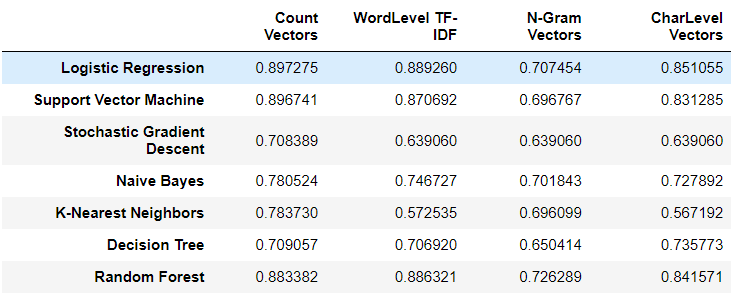 Count Vectors WordLevel TF-IDF N-Gram Vectors CharLevel Vectors
Logistic Regression 0.897275 0.889260 0.707454 0.851055
Support Vector Machine 0.896741 0.870692 0.696767 0.831285
Stochastic Gradient Descent 0.708389 0.639060 0.639060 0.639060
Naive Bayes 0.780524 0.746727 0.701843 0.727892
K-Nearest Neighbors 0.783730 0.572535 0.696099 0.567192
Decision Tree 0.709057 0.706920 0.650414 0.735773
Random Forest 0.883382 0.886321 0.726289 0.841571